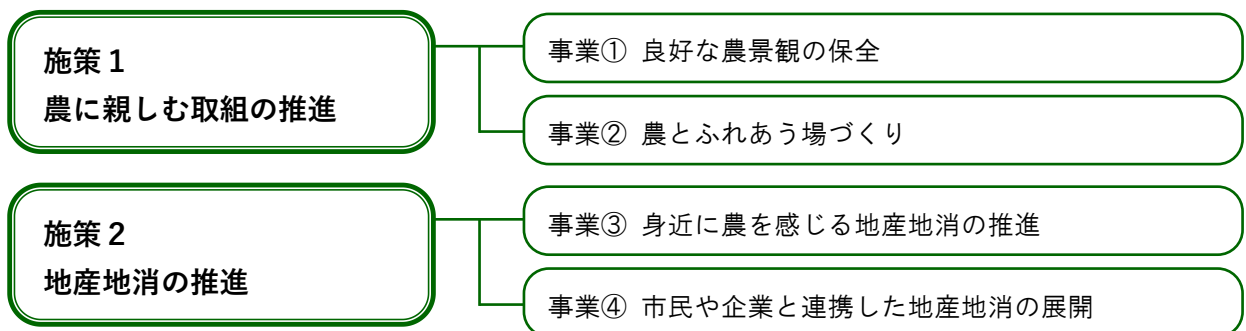 施策１
農に親しむ取組の推進
事業① 良好な農景観の保全
事業② 農とふれあう場づくり
施策２
地産地消の推進
事業③ 身近に農を感じる地産地消の推進
事業④ 市民や企業と連携した地産地消の展開